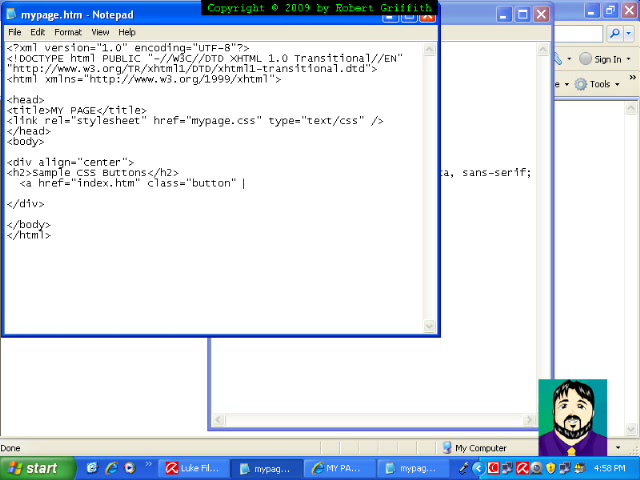 mypage.htm - Notepad
Copyright © 2009 by Robert Griffith
File Edit Format View Help
<?xml version="1.0" encoding="UTF-8"?>
<!DOCTYPE html PUBLIC "-//W3C//DTD XHTML 1.0 Transitional//EN"
"http://www.w3.org/TR/xhtml1/DTD/xhtml1-transitional.dtd">
<html xmlns="http://www.w3.org/1999/xhtml">
<head>
<title>MY PAGE</title>
<link rel="stylesheet" href="mypage.css" type="text/css" />
</head>
<body>
<div align="center">
<h2>Sample CSS Buttons</h2>
<a href="index.htm" class="button"
</div>
</body>
</html>
Sign In
Tools
a, sans-serif;
Done
My Computer
start
Luke Fil...
mypag...
MY PA...
mypag...
4:58 PM